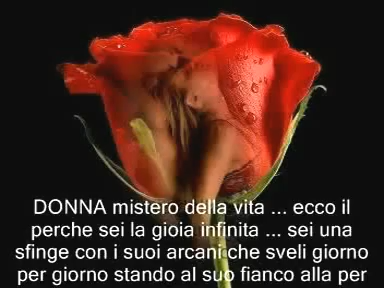 DONNA mistero della vita ... ecco il
perche sei la gioia infinita ... sei una
sfinge con i suoi arcani che sveli giorno
per giorno stando al suo fianco alla per